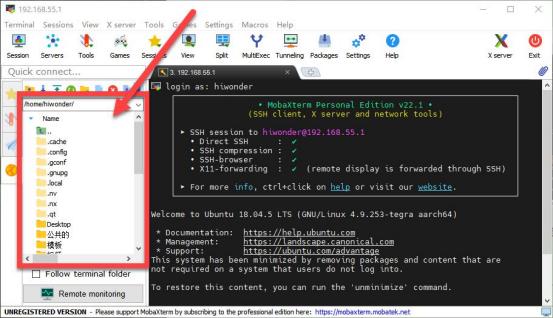 192.168.55.1
Terminal Sessions View X server Tools Games Settings Macros Help
Session Servers Tools Games Sessions View Split MultiExec Tunneling Packages Settings Help X server Exit
Quick connect...
3. 192.168.55.1
/home/hiwonder/
Name
..
.cache
.config
.gconf
.gnupg
.local
.nv
.nx
.qt
Desktop
公共的
模板
Follow terminal folder
Remote monitoring
login as: hiwonder
• MobaXterm Personal Edition v22.1 •
(SSH client, X server and network tools)
► SSH session to hiwonder@192.168.55.1
• Direct SSH : ✔
• SSH compression : ✔
• SSH-browser : ✔
• X11-forwarding : ✔ (remote display is forwarded through SSH)
► For more info, ctrl+click on help or visit our website.
Welcome to Ubuntu 18.04.5 LTS (GNU/Linux 4.9.253-tegra aarch64)
* Documentation: https://help.ubuntu.com
* Management: https://landscape.canonical.com
* Support: https://ubuntu.com/advantage
This system has been minimized by removing packages and content that are
not required on a system that users do not log into.
To restore this content, you can run the 'unminimize' command.
UNREGISTERED VERSION - Please support MobaXterm by subscribing to the professional edition here: https://mobaxterm.mobatek.net